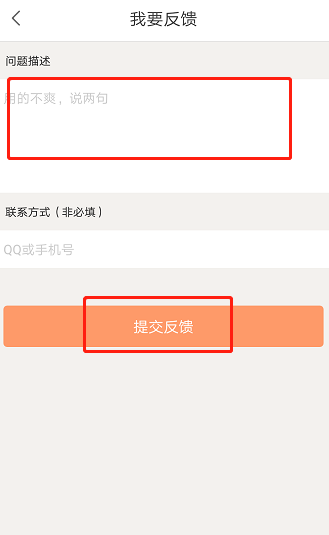 我要反馈
问题描述
用的不爽，说两句
联系方式（非必填）
QQ或手机号
提交反馈